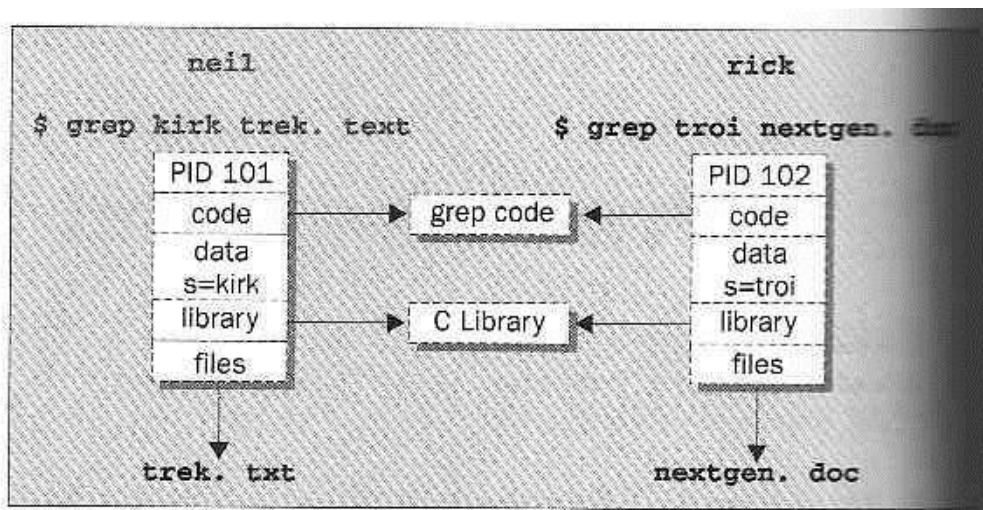 neil
rick
$ grep kirk trek. text
$ grep troi nextgen.
PID 101
code
data
s=kirk
library
files
grep code
C Library
PID 102
code
data
s=troi
library
files
trek. txt
nextgen. doc